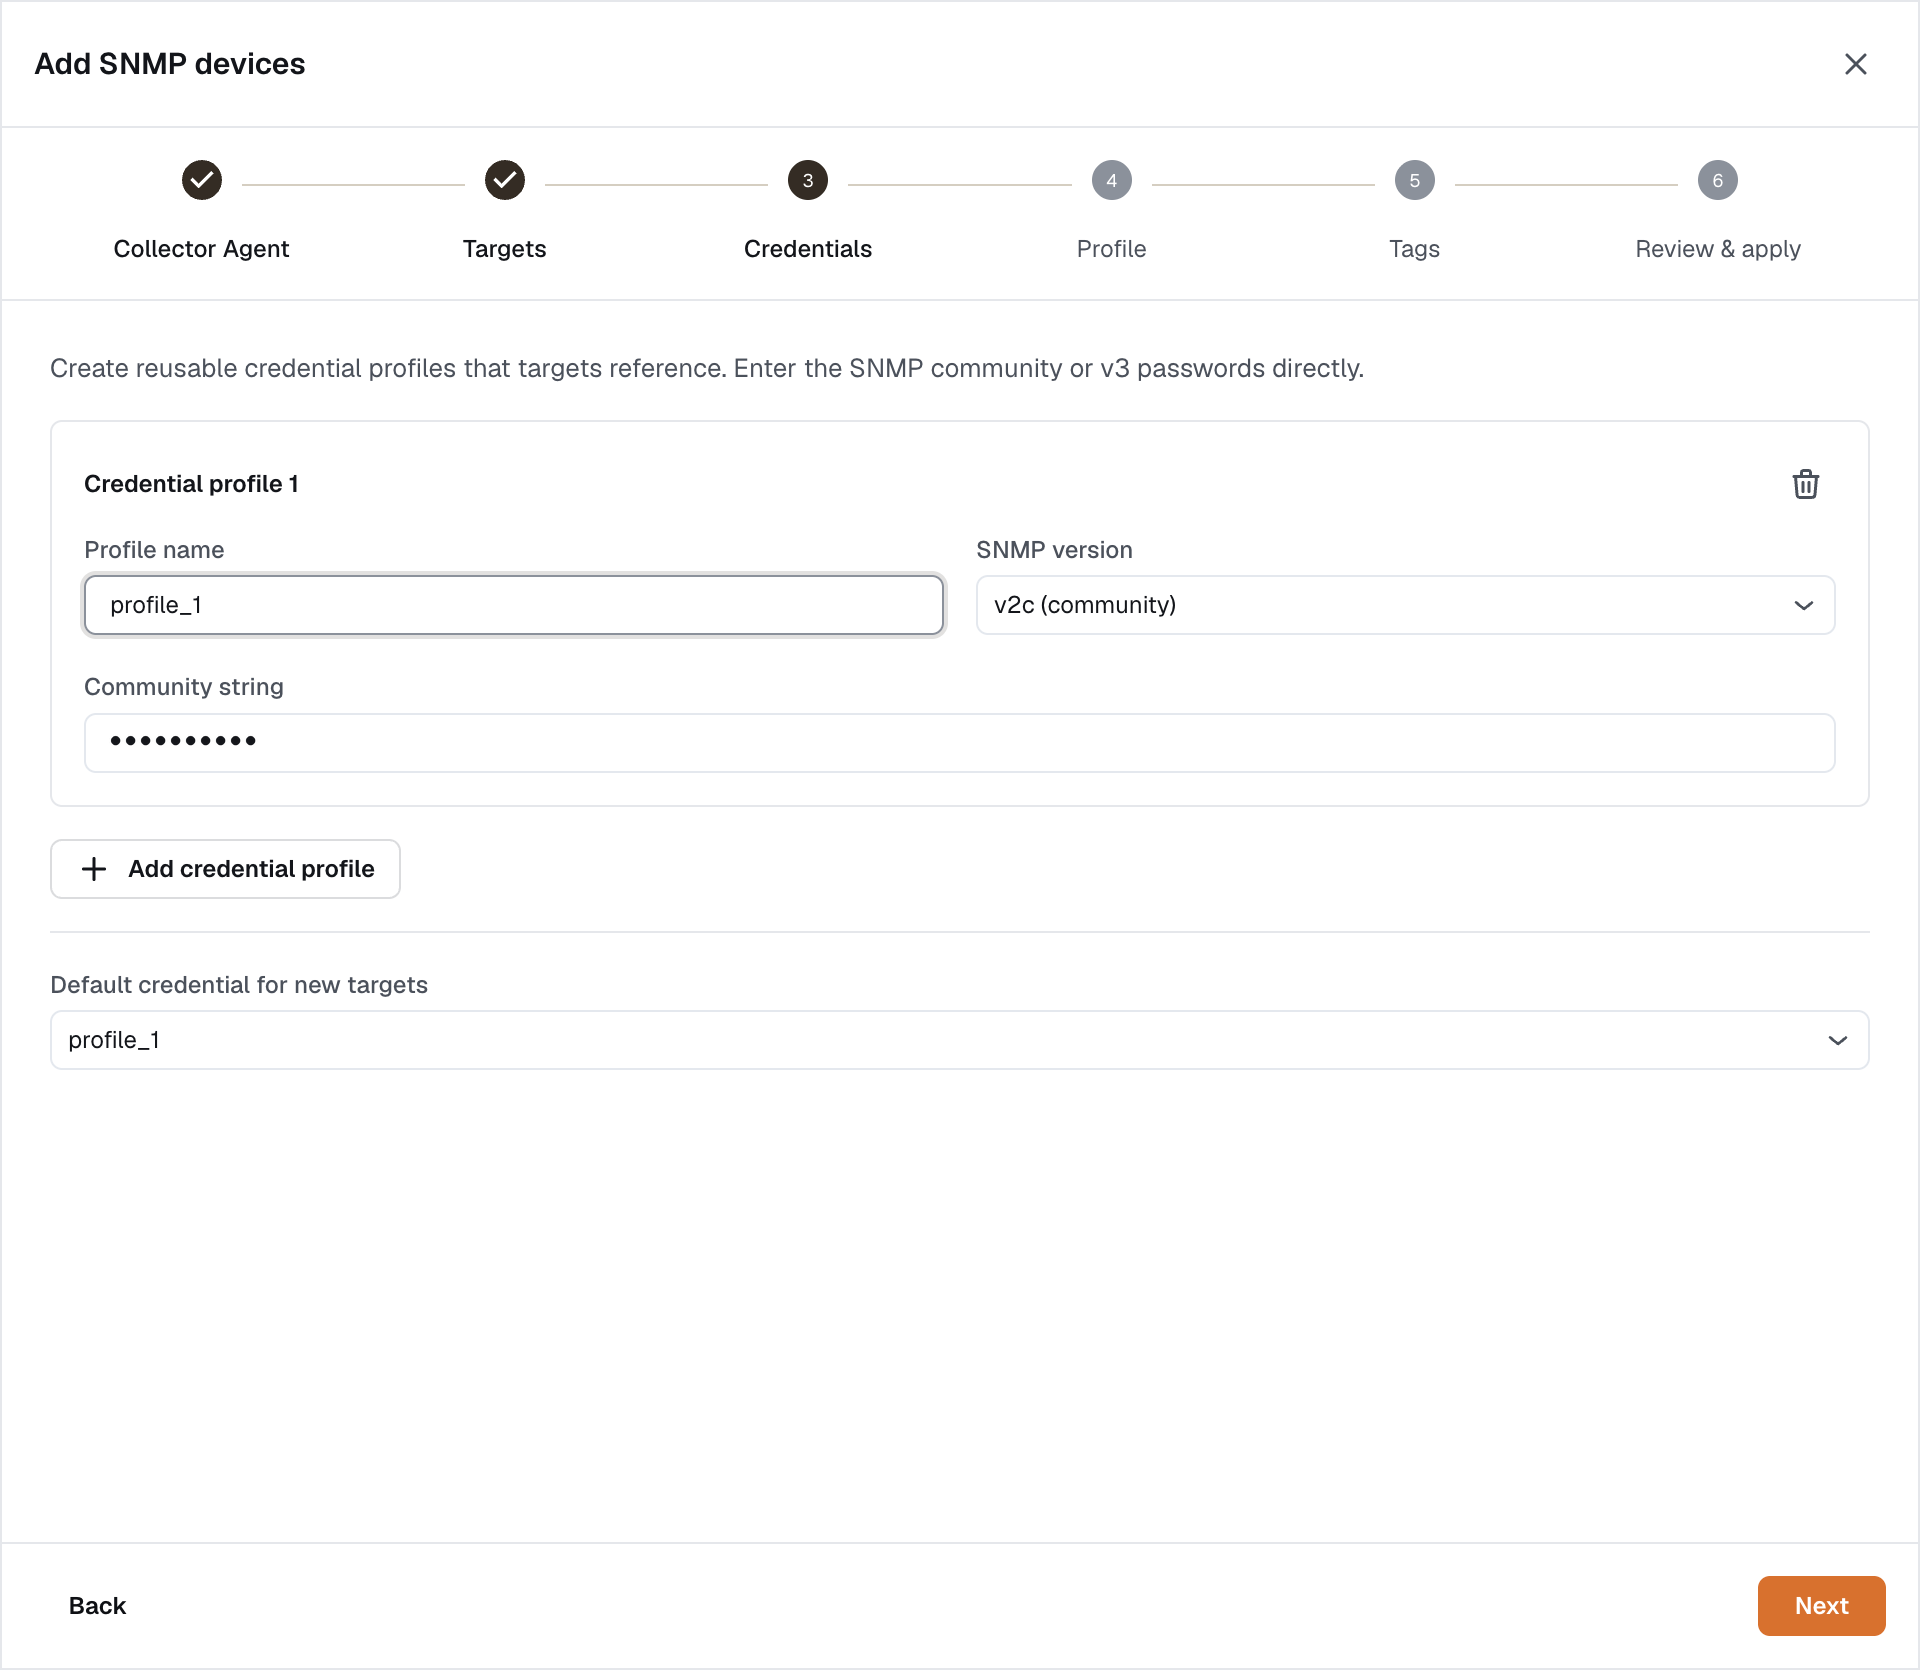 Add SNMP devices
3
4
5
6
Collector Agent
Targets
Credentials
Profile
Tags
Review & apply
Create reusable credential profiles that targets reference. Enter the SNMP community or v3 passwords directly.
Credential profile 1
Profile name
SNMP version
profile_1
v2c (community)
Community string
••••••••••
Add credential profile
Default credential for new targets
profile_1
Back
Next